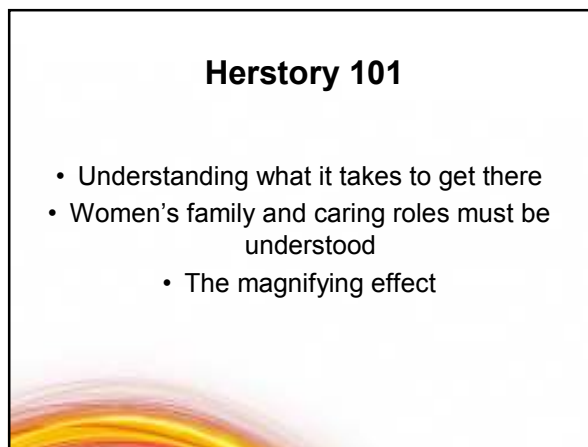 Herstory 101
• Understanding what it takes to get there
• Women’s family and caring roles must be
understood
• The magnifying effect